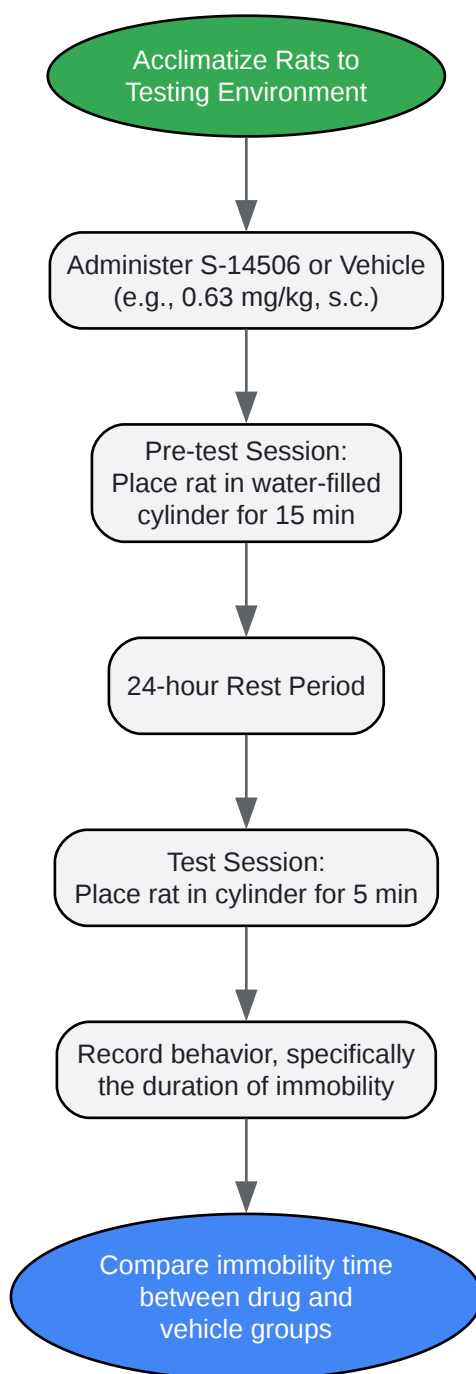 Acclimatize Rats to
Testing Environment
Administer S-14506 or Vehicle
(e.g., 0.63 mg/kg, s.c.)
Pre-test Session:
Place rat in water-filled
cylinder for 15 min
24-hour Rest Period
Test Session:
Place rat in cylinder for 5 min
Record behavior, specifically
the duration of immobility
Compare immobility time
between drug and
vehicle groups